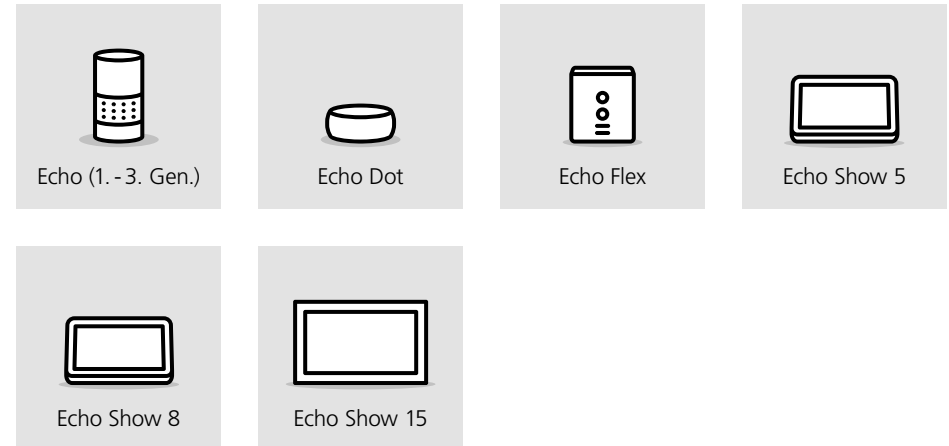 Echo (1. - 3. Gen.)
Echo Dot
Echo Flex
Echo Show 5
Echo Show 8
Echo Show 15